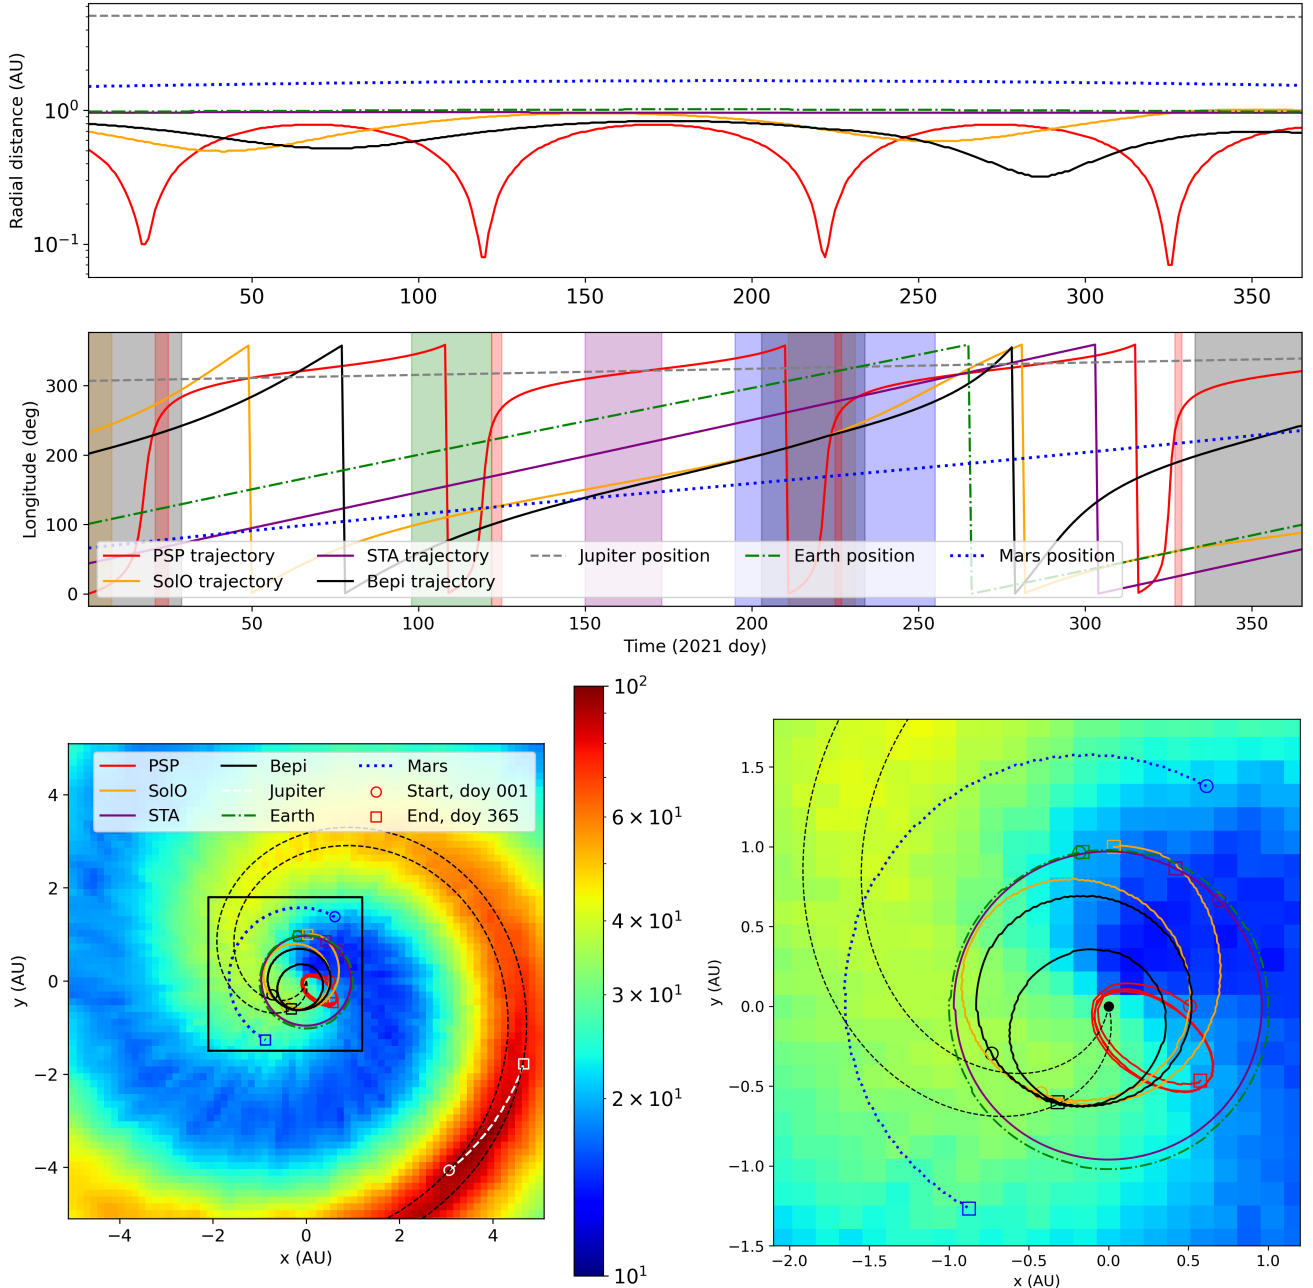 Radial distance (AU)
10^0
10^-1
50 100 150 200 250 300 350
Longitude (deg)
300
200
100
0
PSP trajectory STA trajectory Jupiter position Earth position Mars position
SolO trajectory Bepi trajectory
50 100 150 200 250 300 350
Time (2021 doy)
PSP Bepi Mars
SolO Jupiter Start, doy 001
STA Earth End, doy 365
y (AU)
4
2
0
−2
−4
−4 −2 0 2 4
x (AU)
10^2
6 × 10^1
4 × 10^1
3 × 10^1
2 × 10^1
10^1
y (AU)
1.5
1.0
0.5
0.0
−0.5
−1.0
−1.5
−2.0 −1.5 −1.0 −0.5 0.0 0.5 1.0
x (AU)